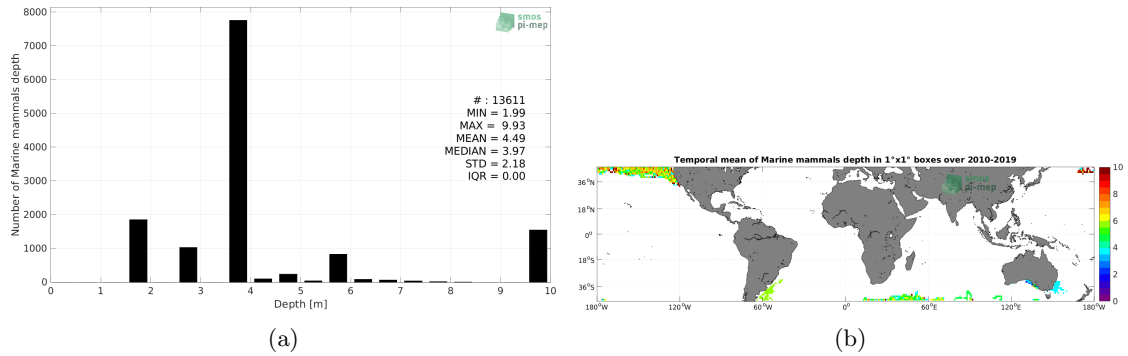 smos
pi-mep
8000
7000
6000
5000
4000
3000
2000
1000
0
Number of Marine mammals depth
# : 13611
MIN = 1.99
MAX = 9.93
MEAN = 4.49
MEDIAN = 3.97
STD = 2.18
IQR = 0.00
0 1 2 3 4 5 6 7 8 9 10
Depth [m]
(a)
Temporal mean of Marine mammals depth in 1°x1° boxes over 2010-2019
smos
pi-mep
36°N
18°N
0°
18°S
36°S
180°W 120°W 60°W 0° 60°E 120°E 180°E
10
8
6
4
2
0
(b)